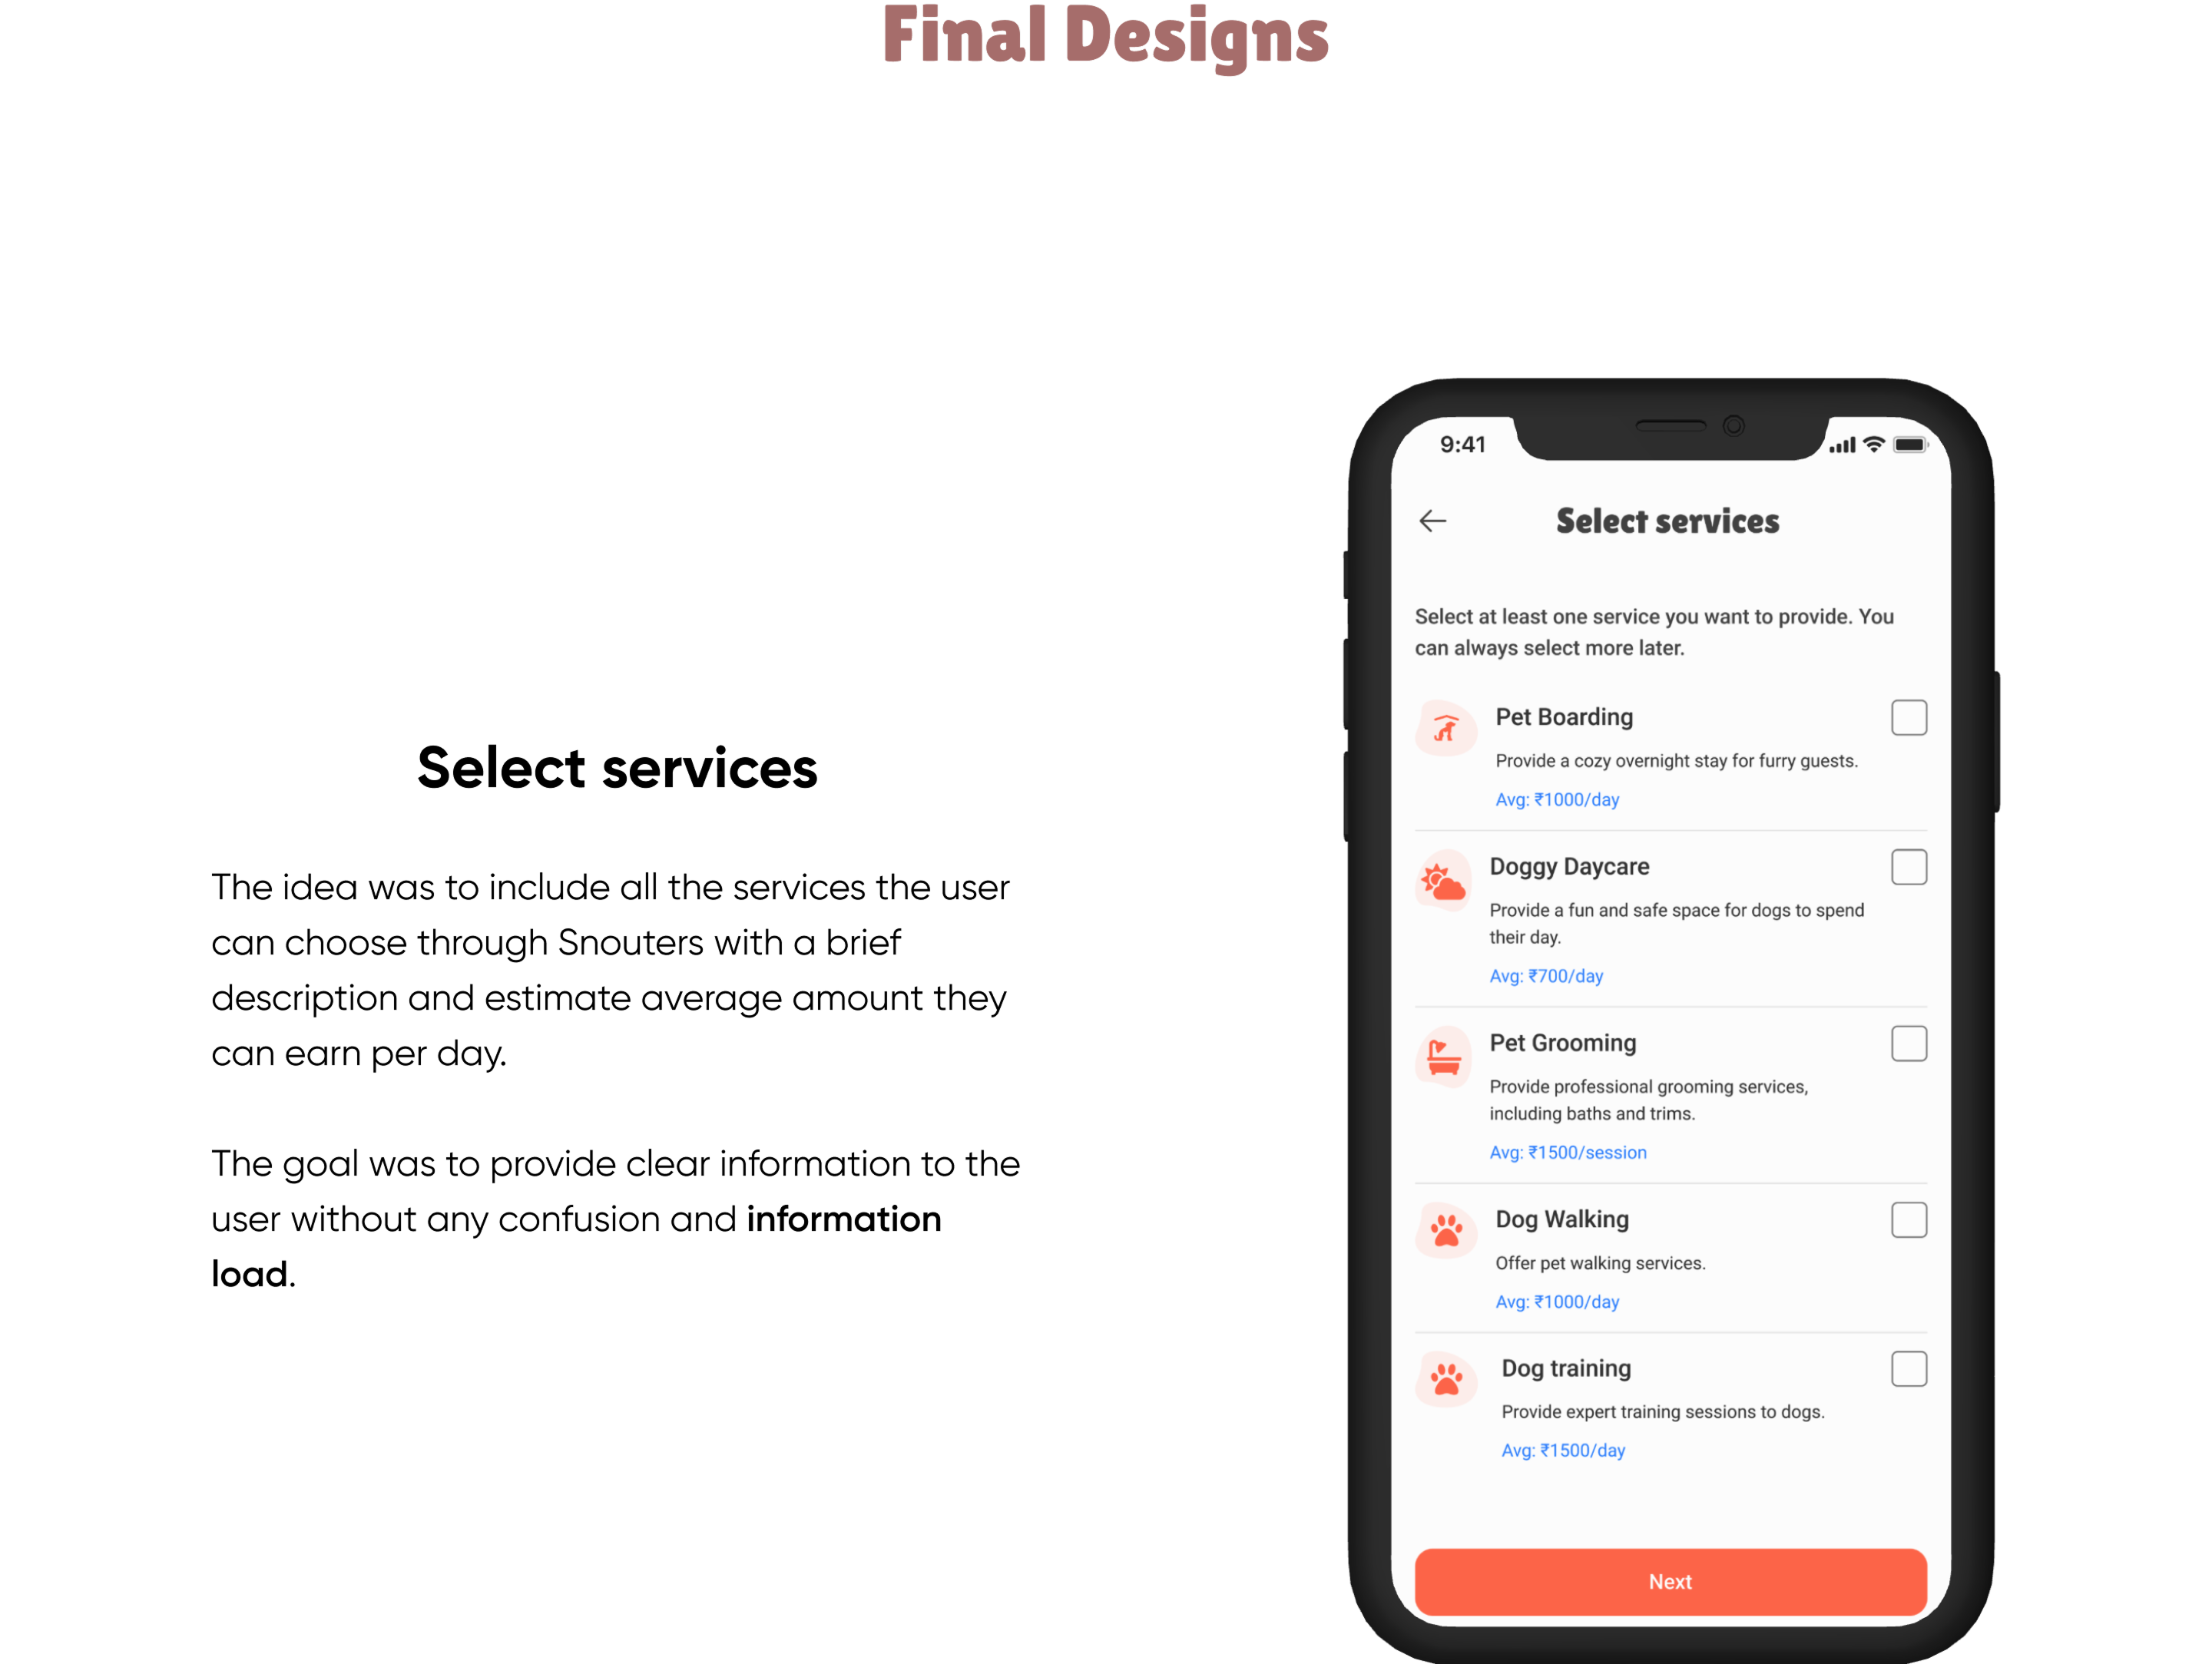 Final Designs
Select services
The idea was to include all the services the user
can choose through Snouters with a brief
description and estimate average amount they
can earn per day.
The goal was to provide clear information to the
user without any confusion and information
load.
9:41
Select services
Select at least one service you want to provide. You
can always select more later.
Pet Boarding
Provide a cozy overnight stay for furry guests.
Avg: ₹1000/day
Doggy Daycare
Provide a fun and safe space for dogs to spend
their day.
Avg: ₹700/day
Pet Grooming
Provide professional grooming services,
including baths and trims.
Avg: ₹1500/session
Dog Walking
Offer pet walking services.
Avg: ₹1000/day
Dog training
Provide expert training sessions to dogs.
Avg: ₹1500/day
Next